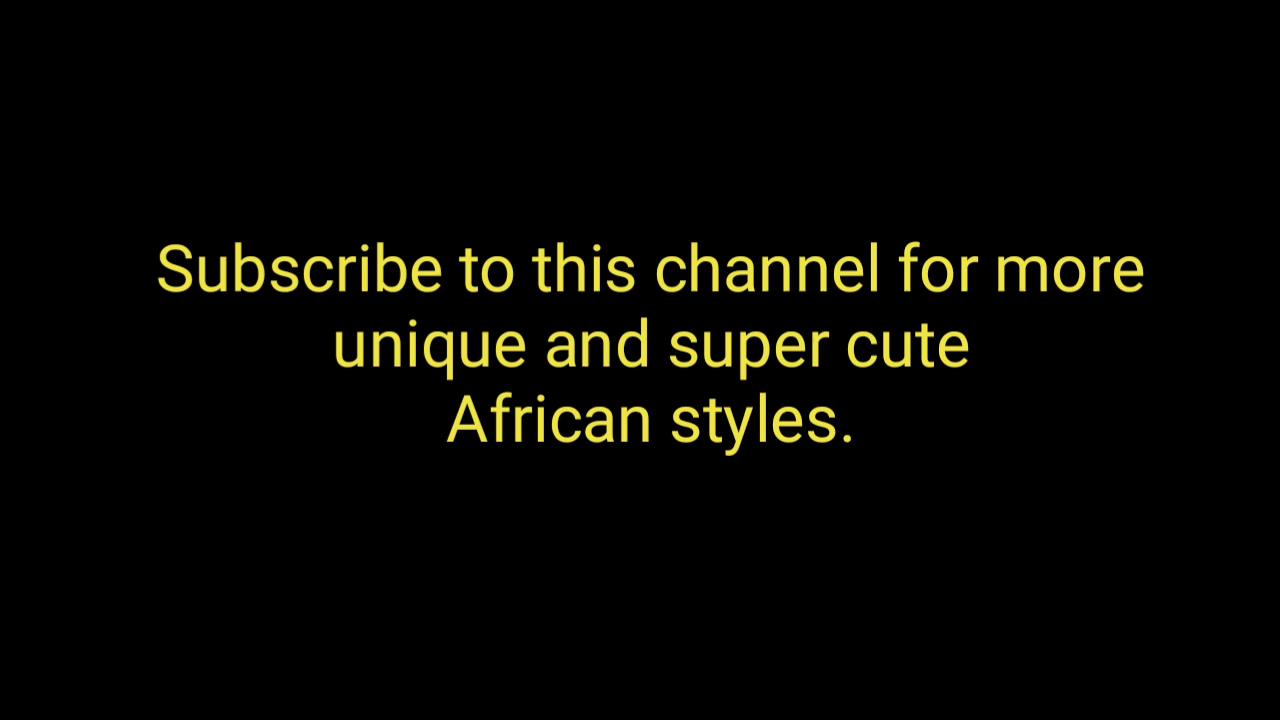 Subscribe to this channel for more
unique and super cute
African styles.